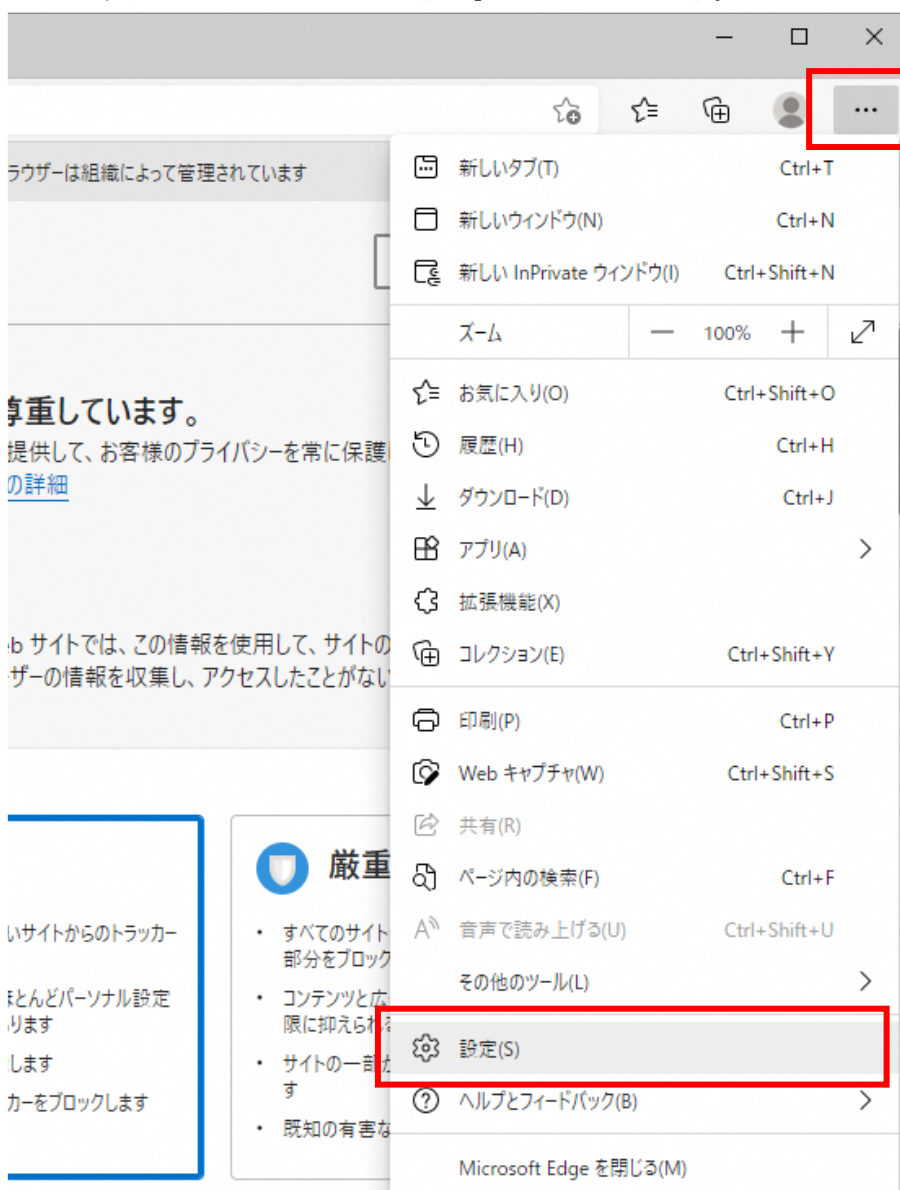 ラウザーは組織によって管理されています
尊重しています。
提供して、お客様のプライバシーを常に保護
の詳細
eb サイトでは、この情報を使用して、サイトの
ーザーの情報を収集し、アクセスしたことがない
いサイトからのトラッカー
ほとんどパーソナル設定
ります
します
カーをブロックします
厳重
• すべてのサイト
部分をブロック
• コンテンツと広
限に抑えられ
• サイトの一部が
す
• 既知の有害な
新しいタブ(T) Ctrl+T
新しいウィンドウ(N) Ctrl+N
新しい InPrivate ウィンドウ(I) Ctrl+Shift+N
ズーム 100%
お気に入り(O) Ctrl+Shift+O
履歴(H) Ctrl+H
ダウンロード(D) Ctrl+J
アプリ(A)
拡張機能(X)
コレクション(E) Ctrl+Shift+Y
印刷(P) Ctrl+P
Web キャプチャ(W) Ctrl+Shift+S
共有(R)
ページ内の検索(F) Ctrl+F
音声で読み上げる(U) Ctrl+Shift+U
その他のツール(L)
設定(S)
ヘルプとフィードバック(B)
Microsoft Edge を閉じる(M)